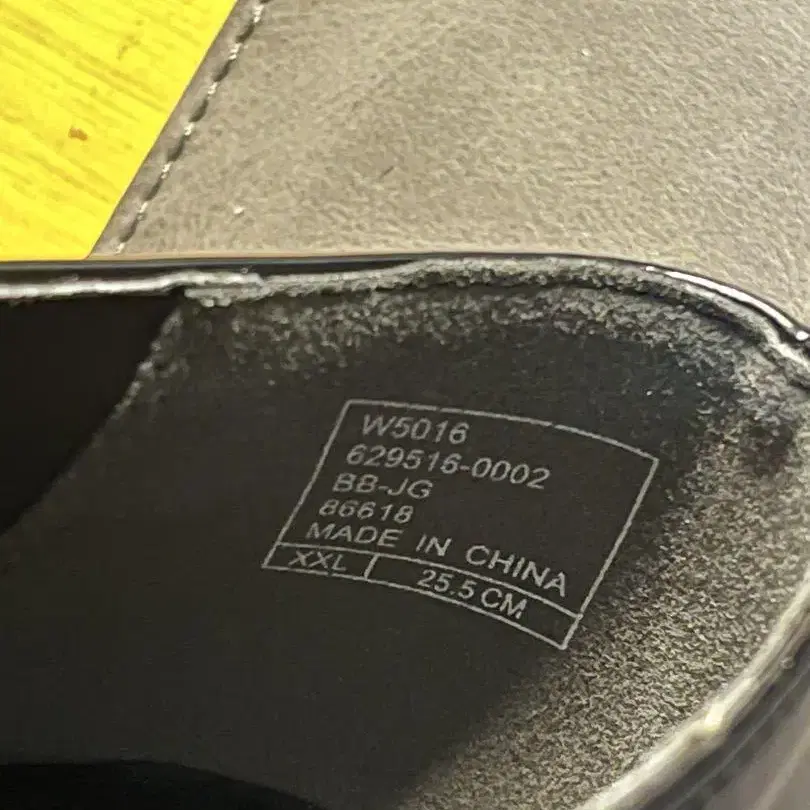 W5016
629516-0002
BB-JG
86618
MADE IN CHINA
XXL 25.5 CM